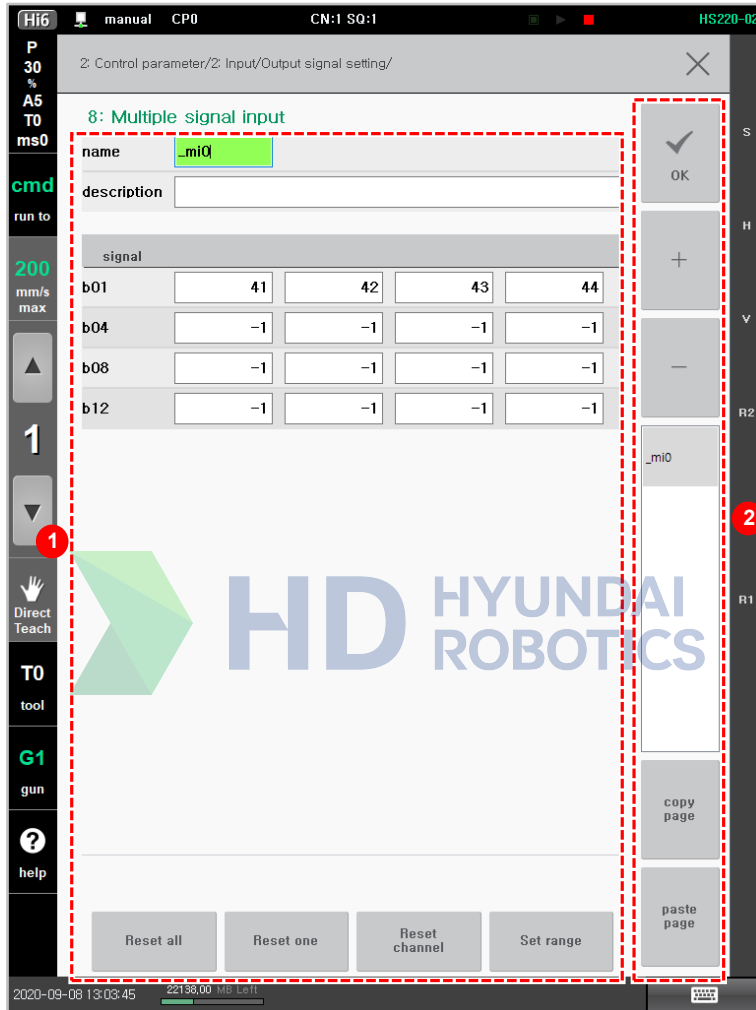 Hi6 manual CP0 CN:1 SQ:1 HS220-02
P
30
%
A5
T0
ms0
cmd
run to
200
mm/s
max
1
Direct
Teach
T0
tool
G1
gun
?
help
2: Control parameter/2: Input/Output signal setting/
8: Multiple signal input
name _mi0
description
signal
b01 41 42 43 44
b04 -1 -1 -1 -1
b08 -1 -1 -1 -1
b12 -1 -1 -1 -1
1
HD HYUNDAI
ROBOTICS
Reset all
Reset one
Reset
channel
Set range
OK
+
-
_mi0
copy
page
paste
page
2
S
H
V
R2
R1
2020-09-08 13:03:45 22138,00 MB Left